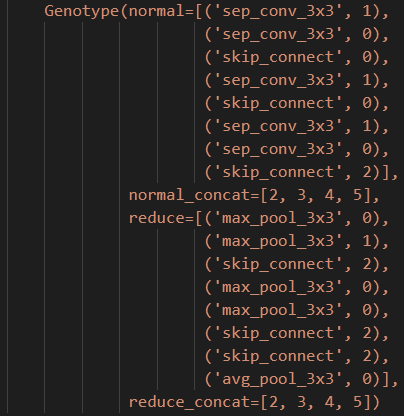 Genotype(normal=[('sep_conv_3x3', 1),
('sep_conv_3x3', 0),
('skip_connect', 0),
('sep_conv_3x3', 1),
('skip_connect', 0),
('sep_conv_3x3', 1),
('sep_conv_3x3', 0),
('skip_connect', 2)],
normal_concat=[2, 3, 4, 5],
reduce=[('max_pool_3x3', 0),
('max_pool_3x3', 1),
('skip_connect', 2),
('max_pool_3x3', 0),
('max_pool_3x3', 0),
('skip_connect', 2),
('skip_connect', 2),
('avg_pool_3x3', 0)],
reduce_concat=[2, 3, 4, 5])